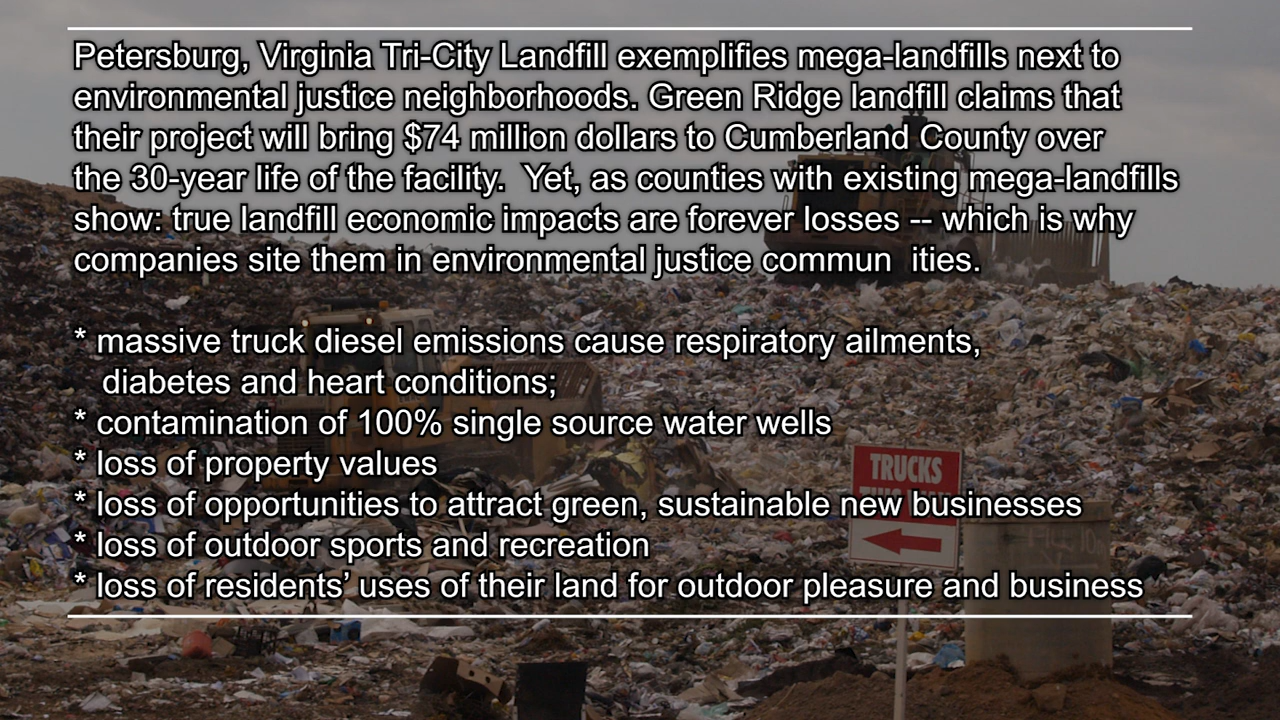 Petersburg, Virginia Tri-City Landfill exemplifies mega-landfills next to
environmental justice neighborhoods. Green Ridge landfill claims that
their project will bring $74 million dollars to Cumberland County over
the 30-year life of the facility.  Yet, as counties with existing mega-landfills
show: true landfill economic impacts are forever losses -- which is why
companies site them in environmental justice commun  ities.
* massive truck diesel emissions cause respiratory ailments,
diabetes and heart conditions;
* contamination of 100% single source water wells
* loss of property values
* loss of opportunities to attract green, sustainable new businesses
* loss of outdoor sports and recreation
* loss of residents’ uses of their land for outdoor pleasure and business
TRUCKS